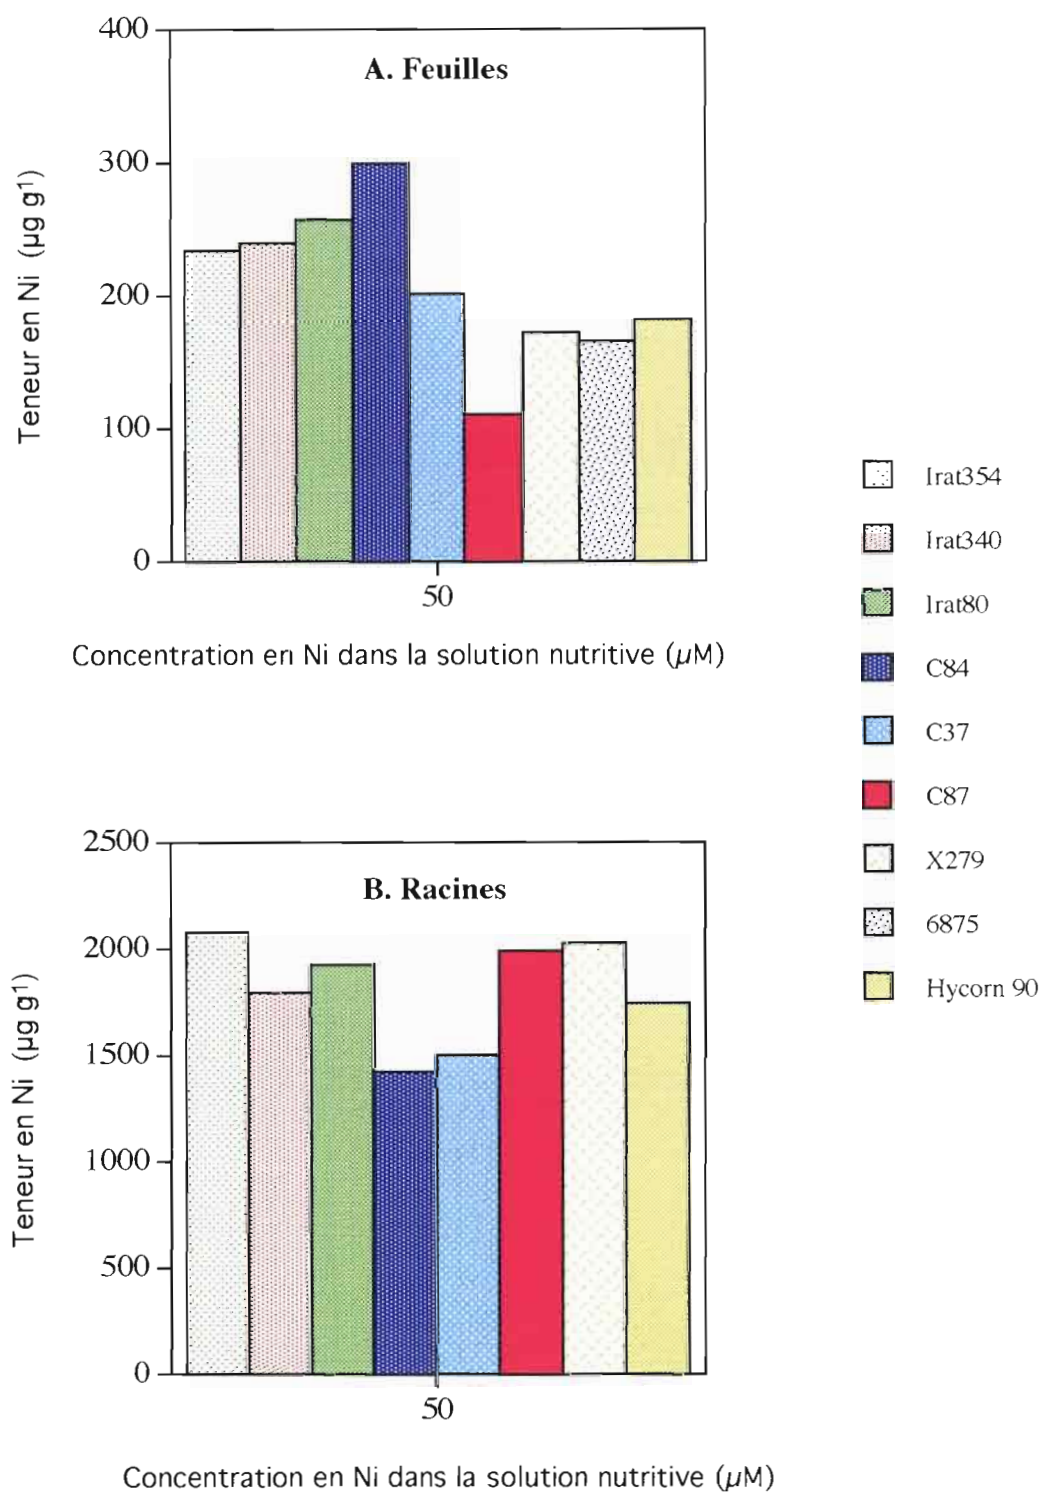 A. Feuilles
400
300
200
100
0
Teneur en Ni (µg g1)
50
Concentration en Ni dans la solution nutritive (µM)
Irat354
Irat340
Irat80
C84
C37
C87
X279
6875
Hycorn 90
B. Racines
2500
2000
1500
1000
500
0
Teneur en Ni (µg g1)
50
Concentration en Ni dans la solution nutritive (µM)